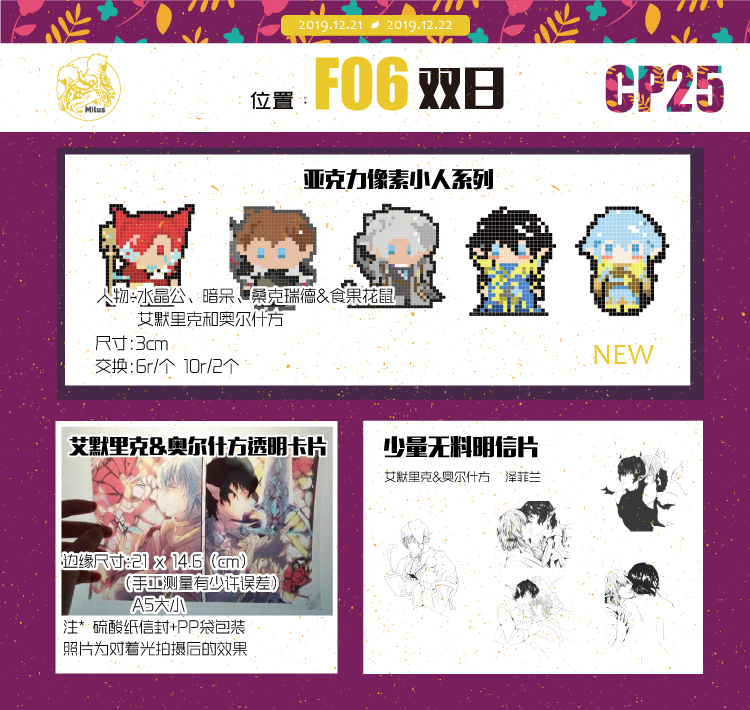 2019.12.21 2019.12.22
Milus
位置：F06 双日
CP25
亚克力像素小人系列
人物:水晶公、暗呆、桑克瑞德&食果花鼠
艾默里克和奥尔什方
尺寸:3cm
交换:6r/个 10r/2个
NEW
艾默里克&奥尔什方透明卡片
边缘尺寸:21 x 14.6（cm）
（手工测量有少许误差）
A5大小
注* 硫酸纸信封+PP袋包装
照片为对着光拍摄后的效果
少量无料明信片
艾默里克&奥尔什方 泽菲兰